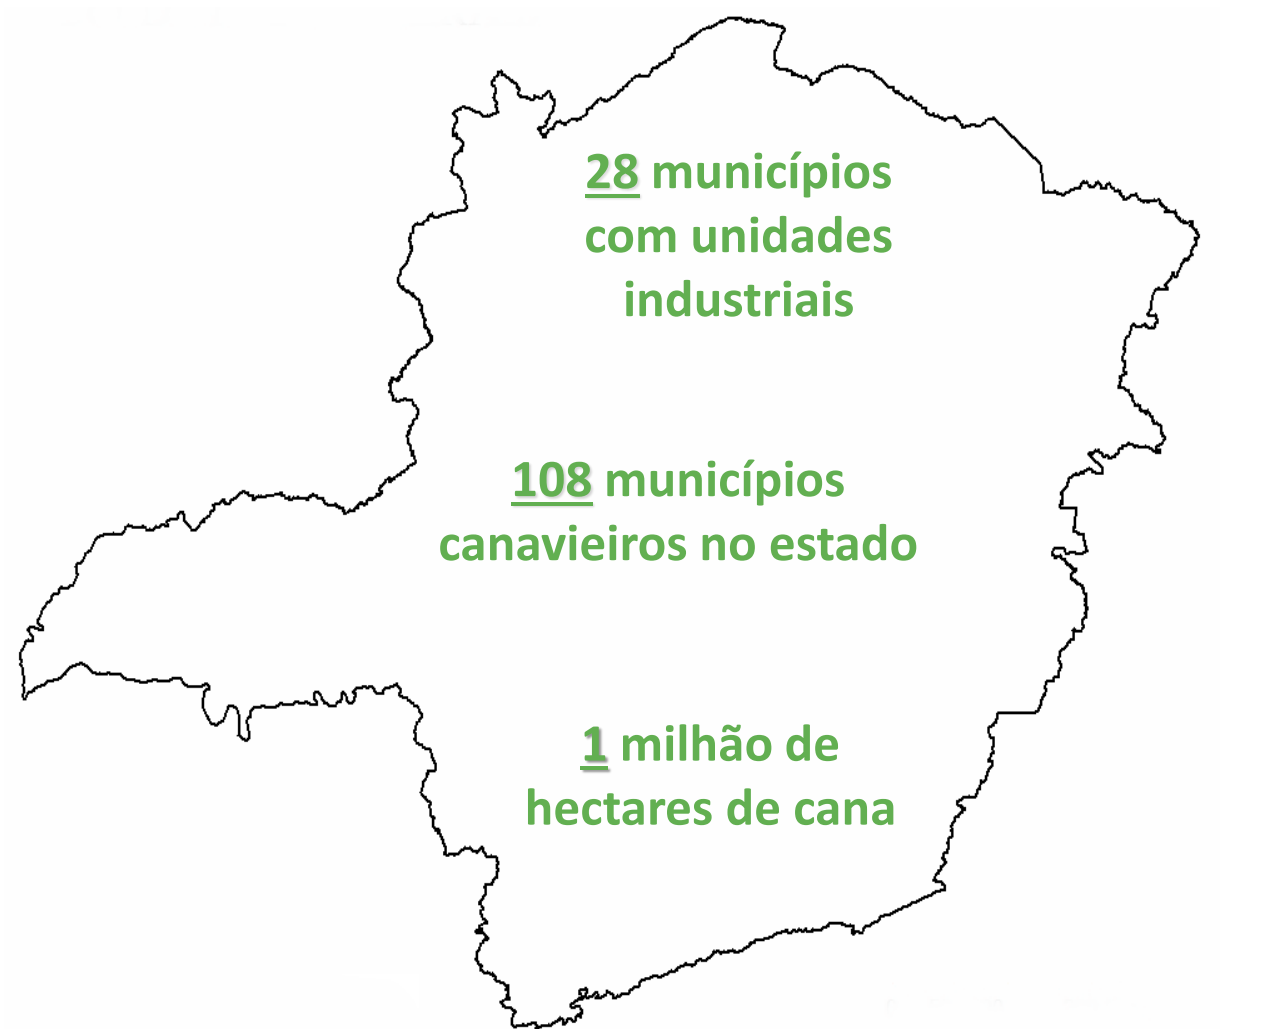 28 municípios
com unidades
industriais
108 municípios
canavieiros no estado
1 milhão de
hectares de cana